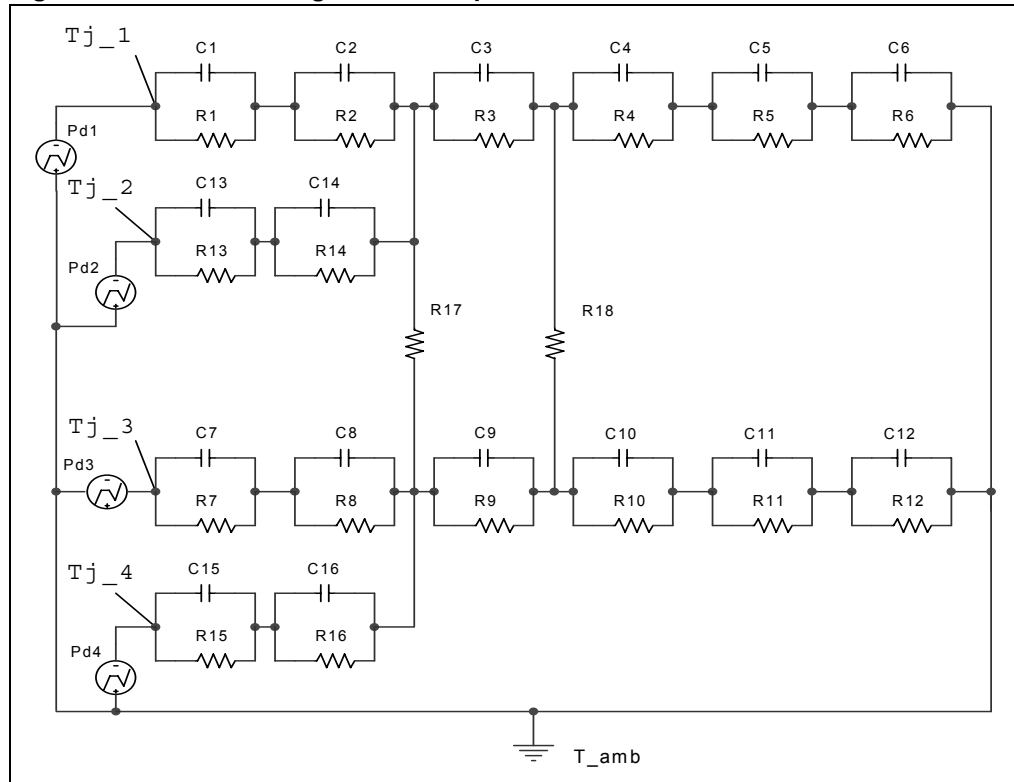 Tj_1
C1 C2 C3 C4 C5 C6
R1 R2 R3 R4 R5 R6
Pd1
Tj_2
C13 C14
R13 R14
Pd2
R17 R18
Tj_3
C7 C8 C9 C10 C11 C12
Pd3
R7 R8 R9 R10 R11 R12
Tj_4
C15 C16
R15 R16
Pd4
T_amb